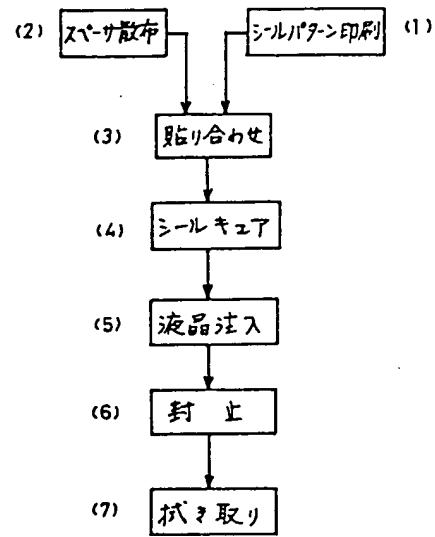 (2) スペーサ散布 シールパターン印刷 (1)
(3) 貼り合わせ
(4) シールキュア
(5) 液晶注入
(6) 封止
(7) 拭き取り